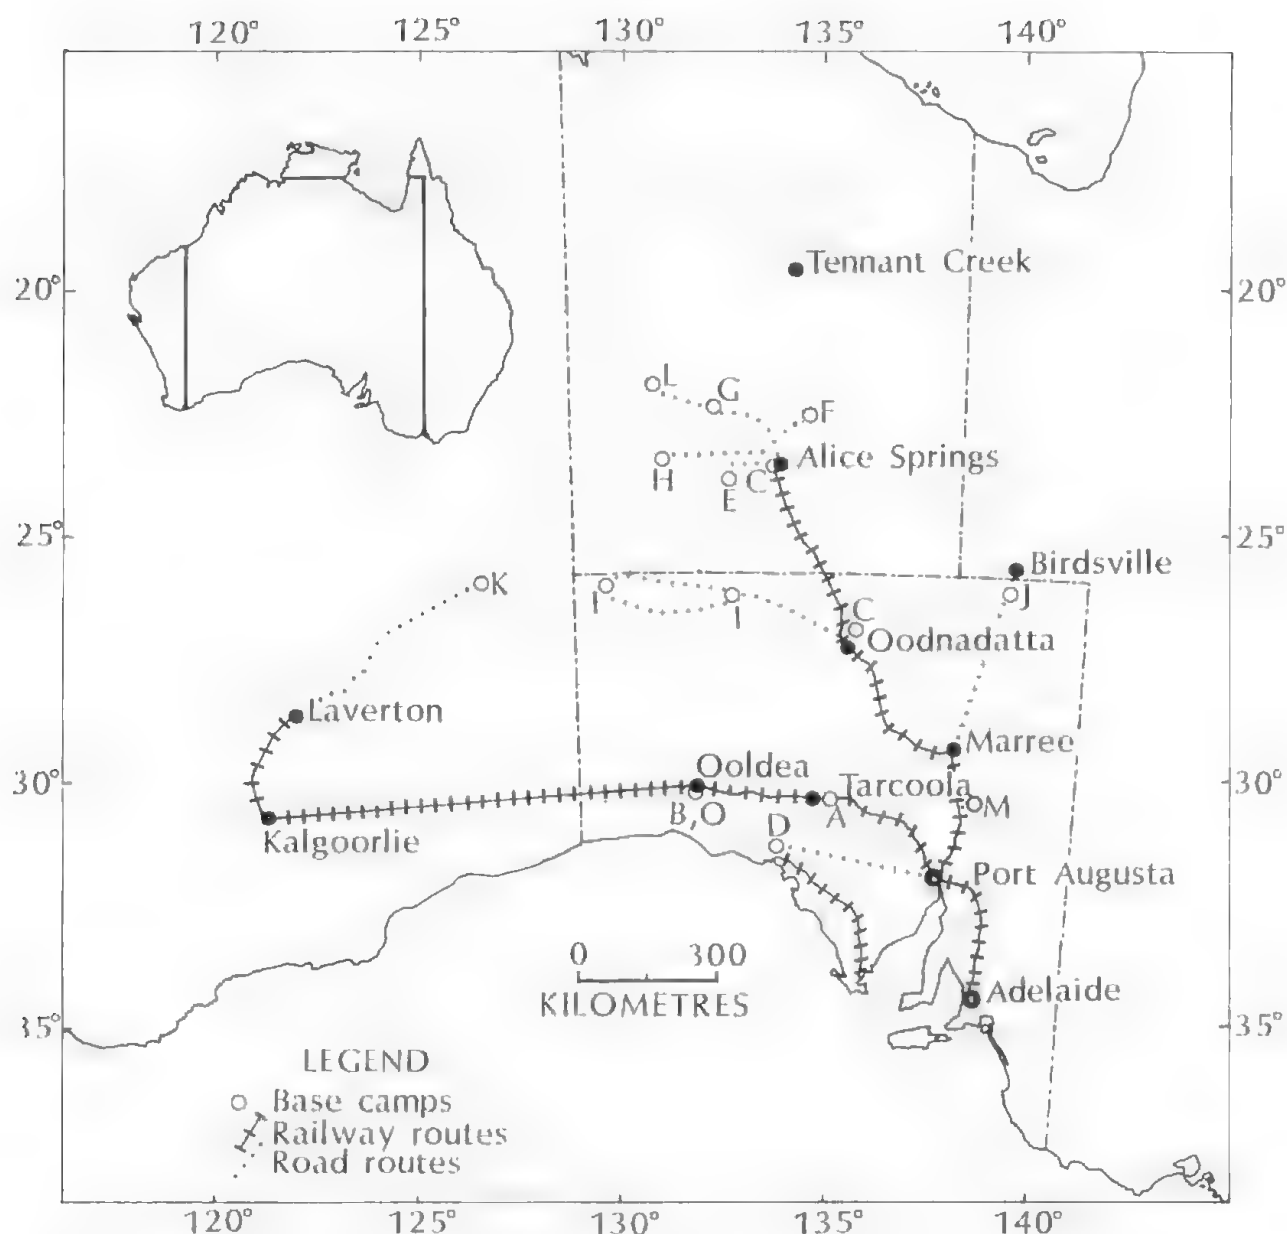 120° 125° 130° 135° 140°
Tennant Creek
20° 20°
L
G
F
Alice Springs
H
E
C
25° 25°
Birdsville
K
J
I
I
C
Oodnadatta
Laverton
Marree
Ooldea
30° 30°
Tarcoola
M
B,O
A
D
Kalgoorlie
Port Augusta
0 300
KILOMETRES
Adelaide
35° 35°
LEGEND
Base camps
Railway routes
Road routes
120° 125° 130° 135° 140°